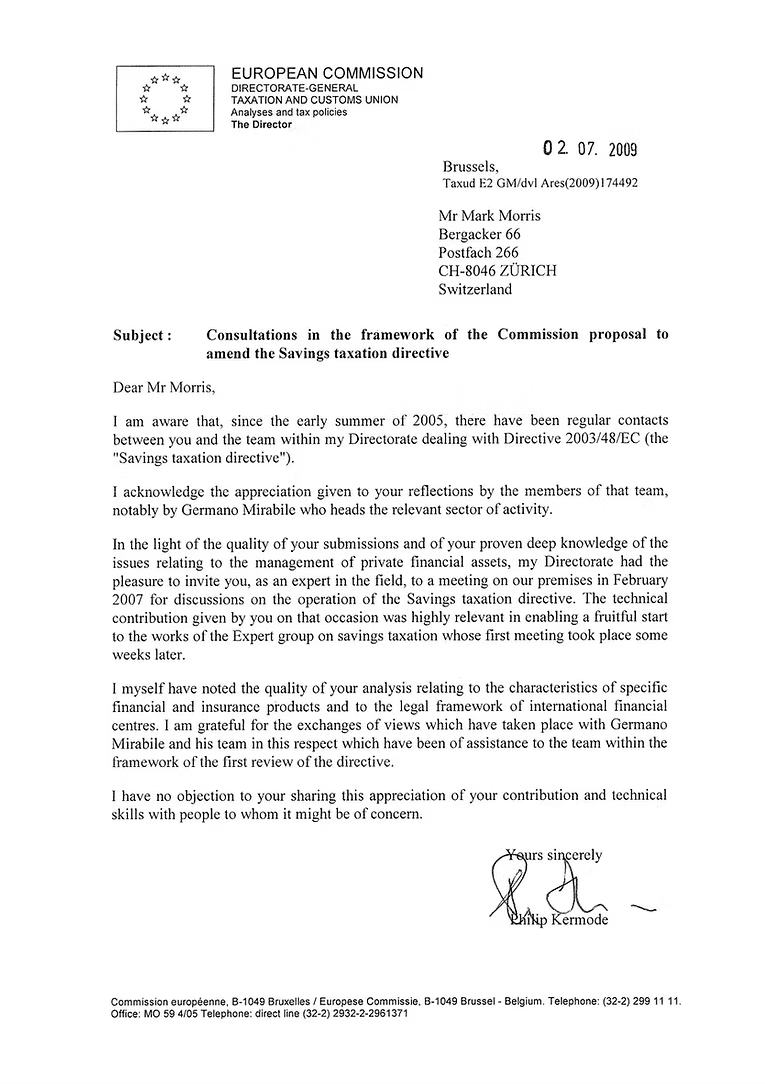 EUROPEAN COMMISSION
DIRECTORATE-GENERAL
TAXATION AND CUSTOMS UNION
Analyses and tax policies
The Director
02. 07. 2009
Brussels,
Taxud E2 GM/dvl Ares(2009)174492
Mr Mark Morris
Bergacker 66
Postfach 266
CH-8046 ZÜRICH
Switzerland
Subject : Consultations in the framework of the Commission proposal to
amend the Savings taxation directive
Dear Mr Morris,
I am aware that, since the early summer of 2005, there have been regular contacts
between you and the team within my Directorate dealing with Directive 2003/48/EC (the
"Savings taxation directive").
I acknowledge the appreciation given to your reflections by the members of that team,
notably by Germano Mirabile who heads the relevant sector of activity.
In the light of the quality of your submissions and of your proven deep knowledge of the
issues relating to the management of private financial assets, my Directorate had the
pleasure to invite you, as an expert in the field, to a meeting on our premises in February
2007 for discussions on the operation of the Savings taxation directive. The technical
contribution given by you on that occasion was highly relevant in enabling a fruitful start
to the works of the Expert group on savings taxation whose first meeting took place some
weeks later.
I myself have noted the quality of your analysis relating to the characteristics of specific
financial and insurance products and to the legal framework of international financial
centres. I am grateful for the exchanges of views which have taken place with Germano
Mirabile and his team in this respect which have been of assistance to the team within the
framework of the first review of the directive.
I have no objection to your sharing this appreciation of your contribution and technical
skills with people to whom it might be of concern.
Yours sincerely
Philip Kermode
Commission européenne, B-1049 Bruxelles / Europese Commissie, B-1049 Brussel - Belgium. Telephone: (32-2) 299 11 11.
Office: MO 59 4/05 Telephone: direct line (32-2) 2932-2-2961371